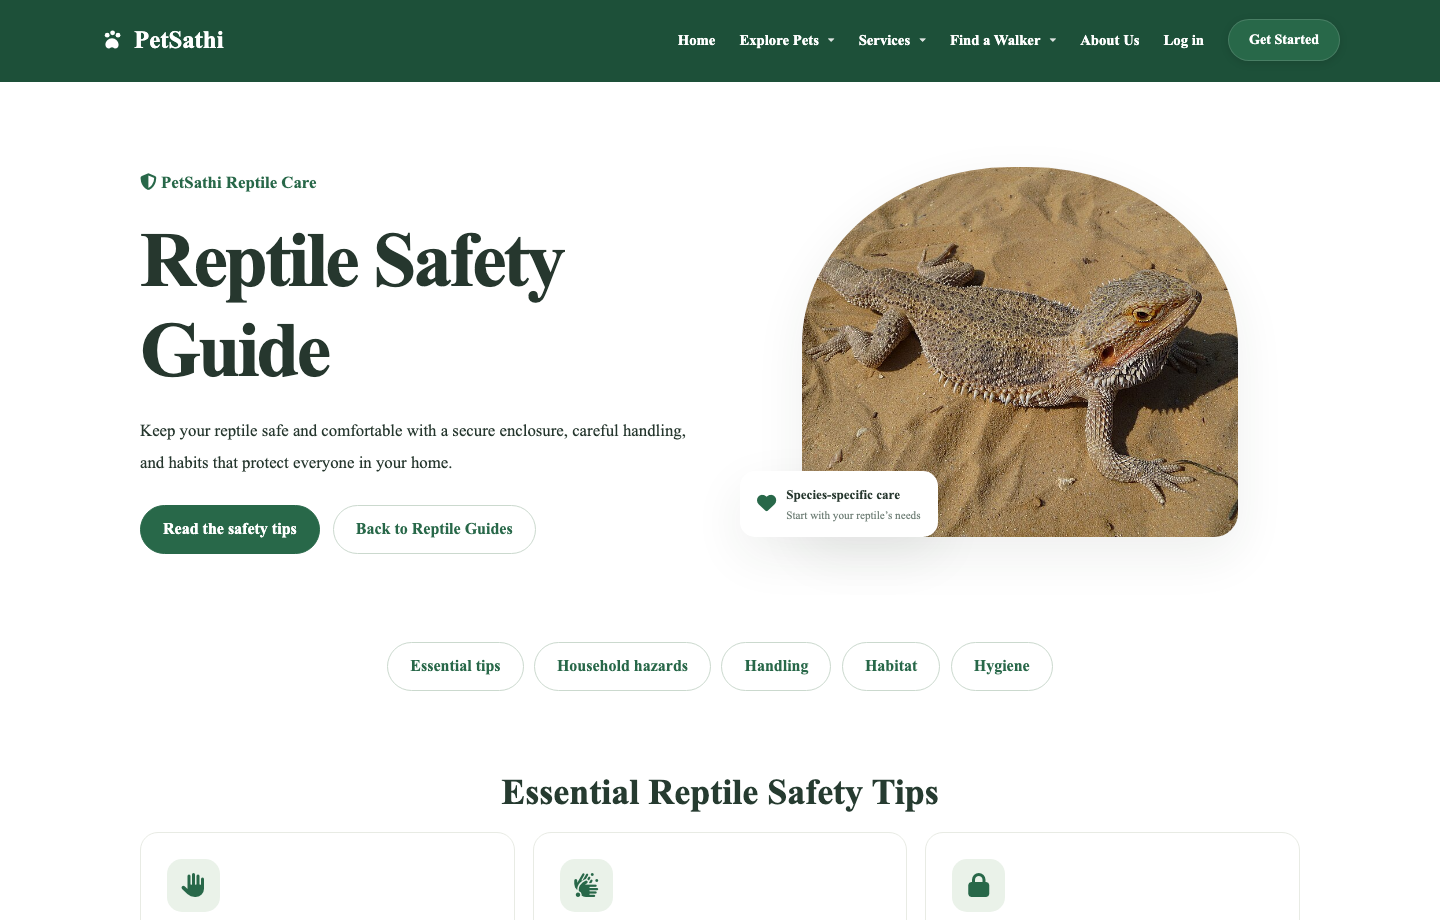 PetSathi
Home
Explore Pets
Services
Find a Walker
About Us
Log in
Get Started
PetSathi Reptile Care
Reptile Safety
Guide
Keep your reptile safe and comfortable with a secure enclosure, careful handling,
and habits that protect everyone in your home.
Read the safety tips
Back to Reptile Guides
Species-specific care
Start with your reptile's needs
Essential tips
Household hazards
Handling
Habitat
Hygiene
Essential Reptile Safety Tips